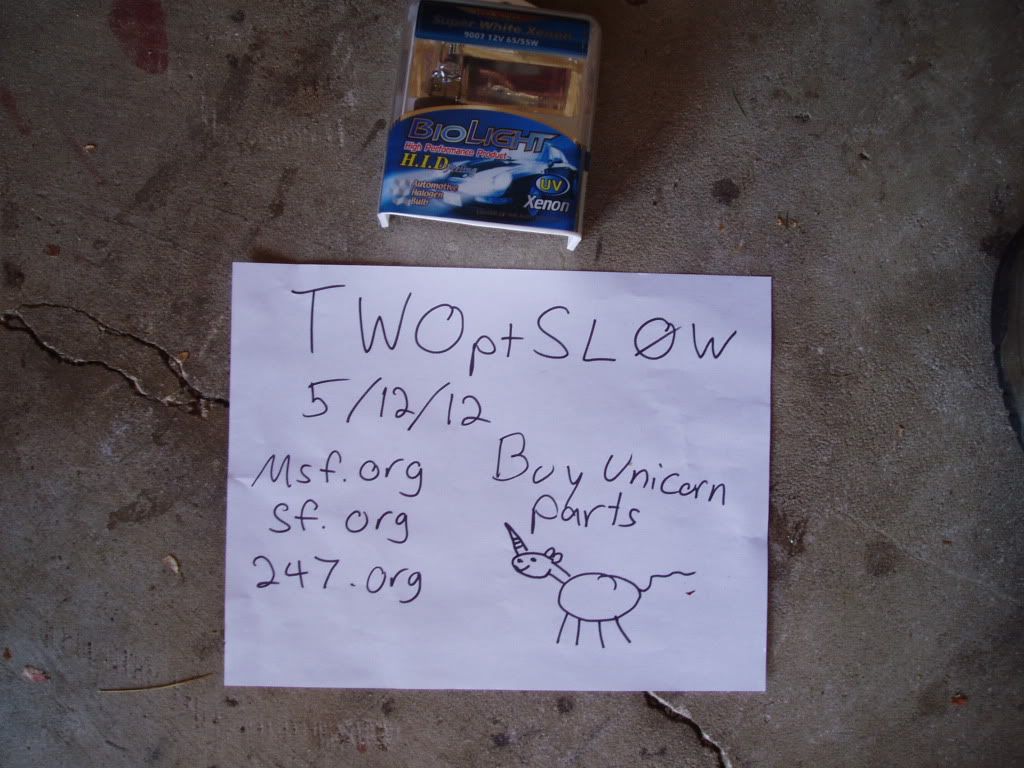 Super White Xenon
9007 12V 65/55W
BIOLIGHT
High Performance Product
H.I.D
Automotive
Halogen
Bulb
UV
Xenon
TWOptSLØW
5/12/12
Msf.org
Sf.org
247.org
Buy Unicorn
parts